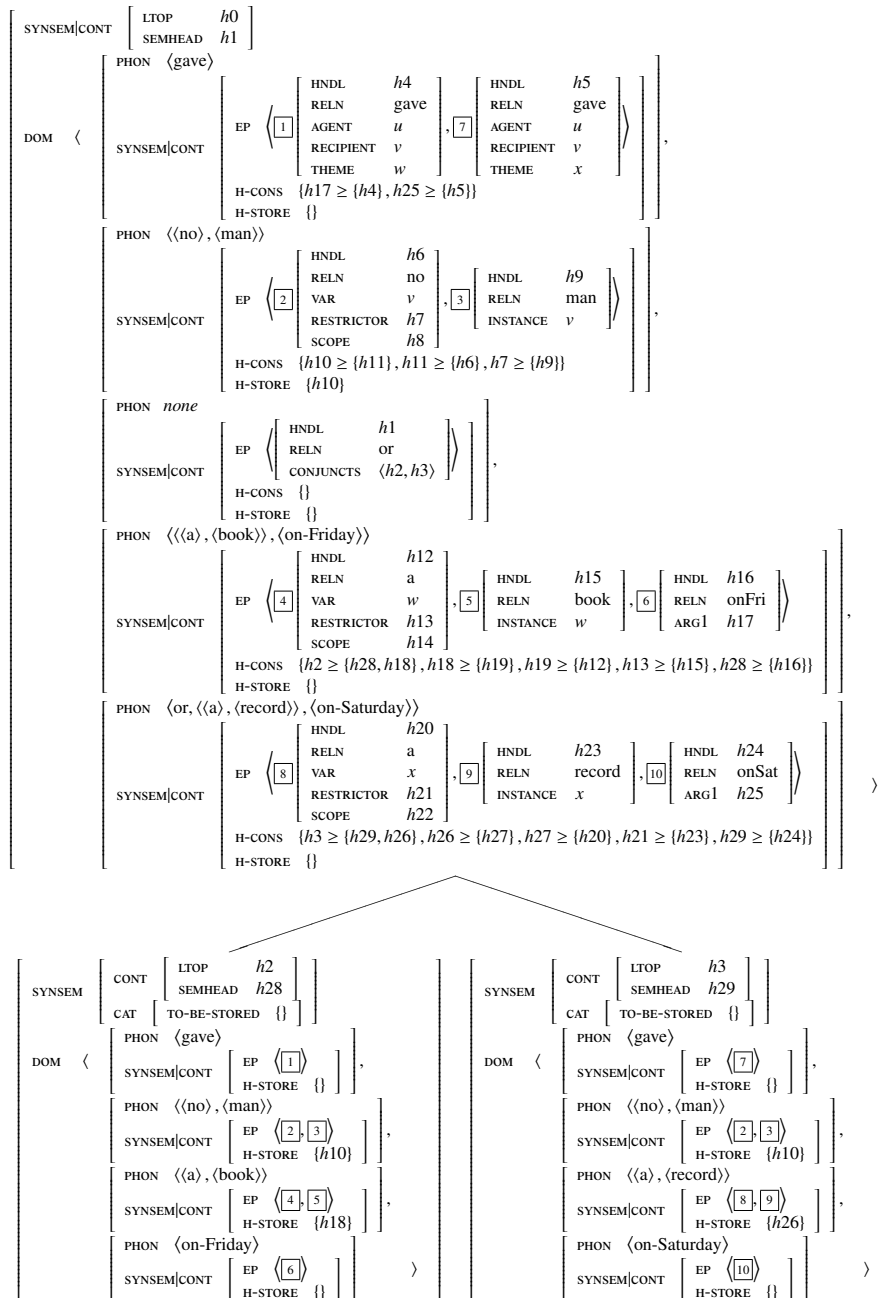 SYNSEM|CONT [ LTOP h0
SEMHEAD h1 ]
PHON ⟨gave⟩
HNDL h4 HNDL h5
RELN gave RELN gave
DOM ⟨ SYNSEM|CONT EP ⟨ 1 AGENT u , 7 AGENT u ⟩ ,
RECIPIENT v RECIPIENT v
THEME w THEME x
H-CONS {h17 ≥ {h4} , h25 ≥ {h5}}
H-STORE {}
PHON ⟨⟨no⟩ , ⟨man⟩⟩
HNDL h6
RELN no HNDL h9
SYNSEM|CONT EP ⟨ 2 VAR v , 3 RELN man ⟩ ,
RESTRICTOR h7 INSTANCE v
SCOPE h8
H-CONS {h10 ≥ {h11} , h11 ≥ {h6} , h7 ≥ {h9}}
H-STORE {h10}
PHON none
HNDL h1
SYNSEM|CONT EP ⟨ RELN or ⟩ ,
CONJUNCTS ⟨h2, h3⟩
H-CONS {}
H-STORE {}
PHON ⟨⟨⟨a⟩ , ⟨book⟩⟩ , ⟨on-Friday⟩⟩
HNDL h12
RELN a HNDL h15 HNDL h16
SYNSEM|CONT EP ⟨ 4 VAR w , 5 RELN book , 6 RELN onFri ⟩ ,
RESTRICTOR h13 INSTANCE w ARG1 h17
SCOPE h14
H-CONS {h2 ≥ {h28, h18} , h18 ≥ {h19} , h19 ≥ {h12} , h13 ≥ {h15} , h28 ≥ {h16}}
H-STORE {}
PHON ⟨or, ⟨⟨a⟩ , ⟨record⟩⟩ , ⟨on-Saturday⟩⟩
HNDL h20
RELN a HNDL h23 HNDL h24
SYNSEM|CONT EP ⟨ 8 VAR x , 9 RELN record , 10 RELN onSat ⟩ ⟩
RESTRICTOR h21 INSTANCE x ARG1 h25
SCOPE h22
H-CONS {h3 ≥ {h29, h26} , h26 ≥ {h27} , h27 ≥ {h20} , h21 ≥ {h23} , h29 ≥ {h24}}
H-STORE {}
SYNSEM CONT [ LTOP h2
SEMHEAD h28 ]
CAT [ TO-BE-STORED {} ]
PHON ⟨gave⟩
DOM ⟨ SYNSEM|CONT [ EP ⟨ 1 ⟩
H-STORE {} ] ,
PHON ⟨⟨no⟩ , ⟨man⟩⟩
SYNSEM|CONT [ EP ⟨ 2 , 3 ⟩
H-STORE {h10} ] ,
PHON ⟨⟨a⟩ , ⟨book⟩⟩
SYNSEM|CONT [ EP ⟨ 4 , 5 ⟩
H-STORE {h18} ] ,
PHON ⟨on-Friday⟩
SYNSEM|CONT [ EP ⟨ 6 ⟩
H-STORE {} ] ⟩
SYNSEM CONT [ LTOP h3
SEMHEAD h29 ]
CAT [ TO-BE-STORED {} ]
PHON ⟨gave⟩
DOM ⟨ SYNSEM|CONT [ EP ⟨ 7 ⟩
H-STORE {} ] ,
PHON ⟨⟨no⟩ , ⟨man⟩⟩
SYNSEM|CONT [ EP ⟨ 2 , 3 ⟩
H-STORE {h10} ] ,
PHON ⟨⟨a⟩ , ⟨record⟩⟩
SYNSEM|CONT [ EP ⟨ 8 , 9 ⟩
H-STORE {h26} ] ,
PHON ⟨on-Saturday⟩
SYNSEM|CONT [ EP ⟨ 10 ⟩
H-STORE {} ] ⟩